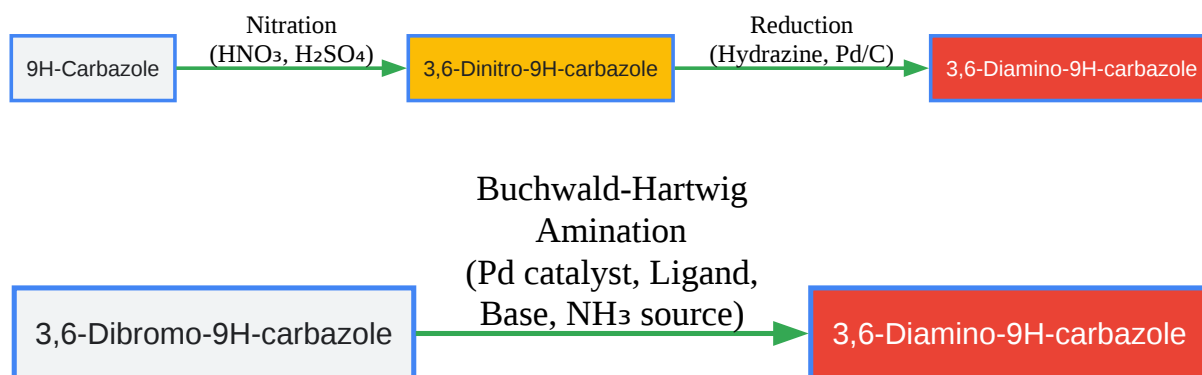 Nitration
(HNO₃, H₂SO₄)
Reduction
(Hydrazine, Pd/C)
9H-Carbazole
3,6-Dinitro-9H-carbazole
3,6-Diamino-9H-carbazole
Buchwald-Hartwig
Amination
(Pd catalyst, Ligand,
Base, NH₃ source)
3,6-Dibromo-9H-carbazole
3,6-Diamino-9H-carbazole